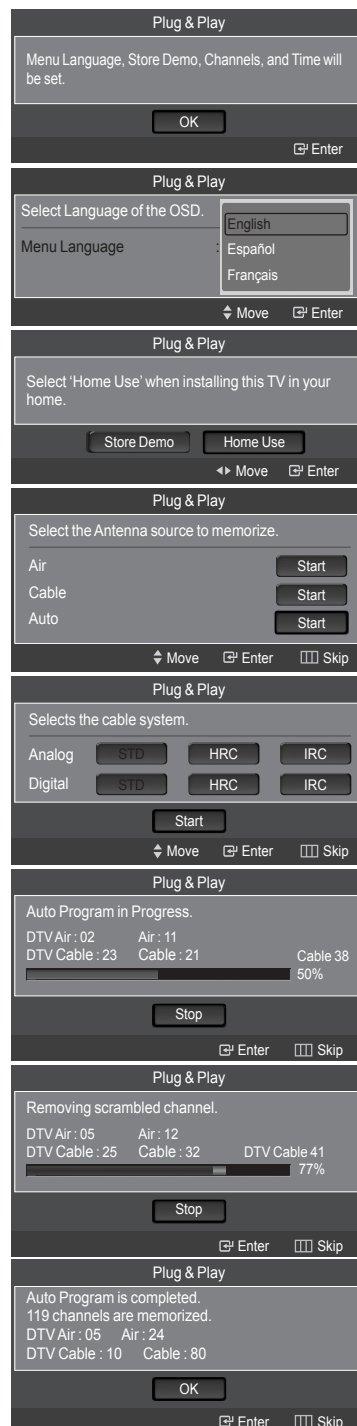 Plug & Play
Menu Language, Store Demo, Channels, and Time will
be set.
OK
Enter
Plug & Play
Select Language of the OSD.
Menu Language :
English
Español
Français
Move Enter
Plug & Play
Select 'Home Use' when installing this TV in your
home.
Store Demo Home Use
Move Enter
Plug & Play
Select the Antenna source to memorize.
Air Start
Cable Start
Auto Start
Move Enter Skip
Plug & Play
Selects the cable system.
Analog STD HRC IRC
Digital STD HRC IRC
Start
Move Enter Skip
Plug & Play
Auto Program in Progress.
DTV Air : 02 Air : 11
DTV Cable : 23 Cable : 21 Cable 38
50%
Stop
Enter Skip
Plug & Play
Removing scrambled channel.
DTV Air : 05 Air : 12
DTV Cable : 25 Cable : 32 DTV Cable 41
77%
Stop
Enter Skip
Plug & Play
Auto Program is completed.
119 channels are memorized.
DTV Air : 05 Air : 24
DTV Cable : 10 Cable : 80
OK
Enter Skip